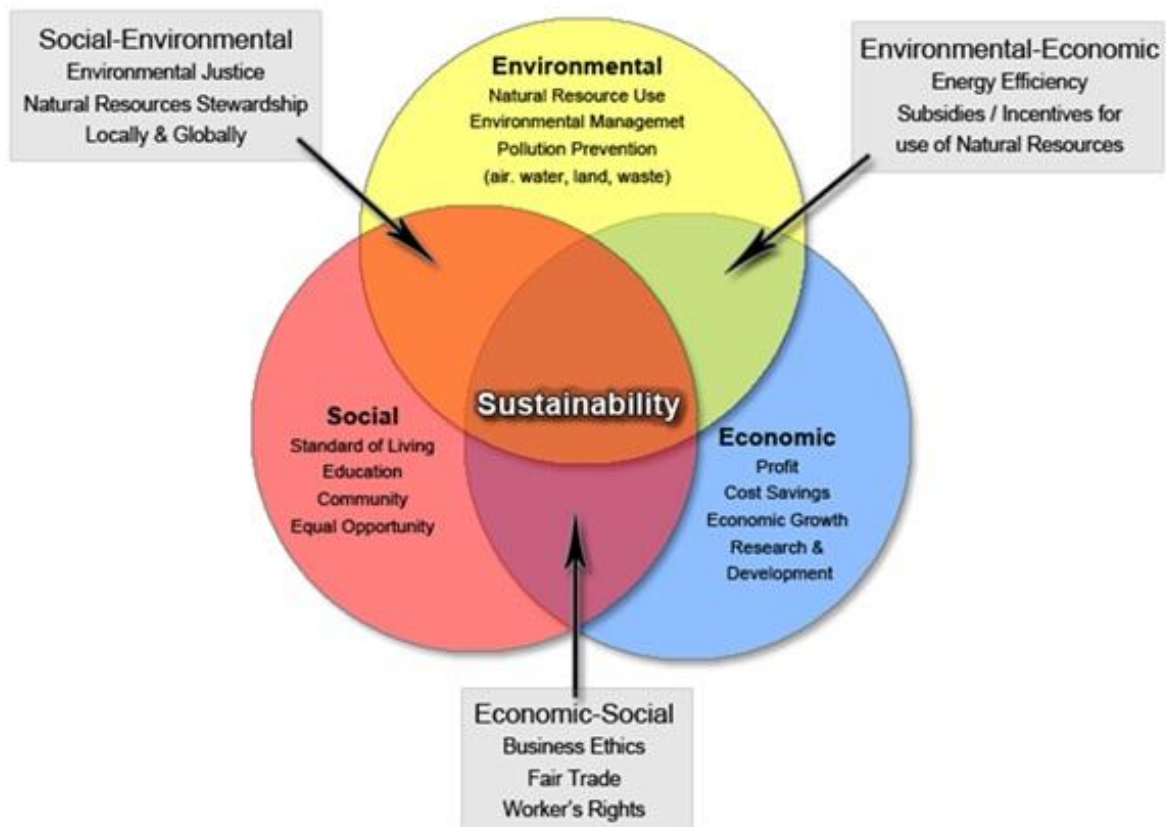 Social-Environmental
Environmental Justice
Natural Resources Stewardship
Locally & Globally
Environmental
Natural Resource Use
Environmental Managemet
Pollution Prevention
(air. water, land, waste)
Environmental-Economic
Energy Efficiency
Subsidies / Incentives for
use of Natural Resources
Sustainability
Social
Standard of Living
Education
Community
Equal Opportunity
Economic
Profit
Cost Savings
Economic Growth
Research &
Development
Economic-Social
Business Ethics
Fair Trade
Worker's Rights